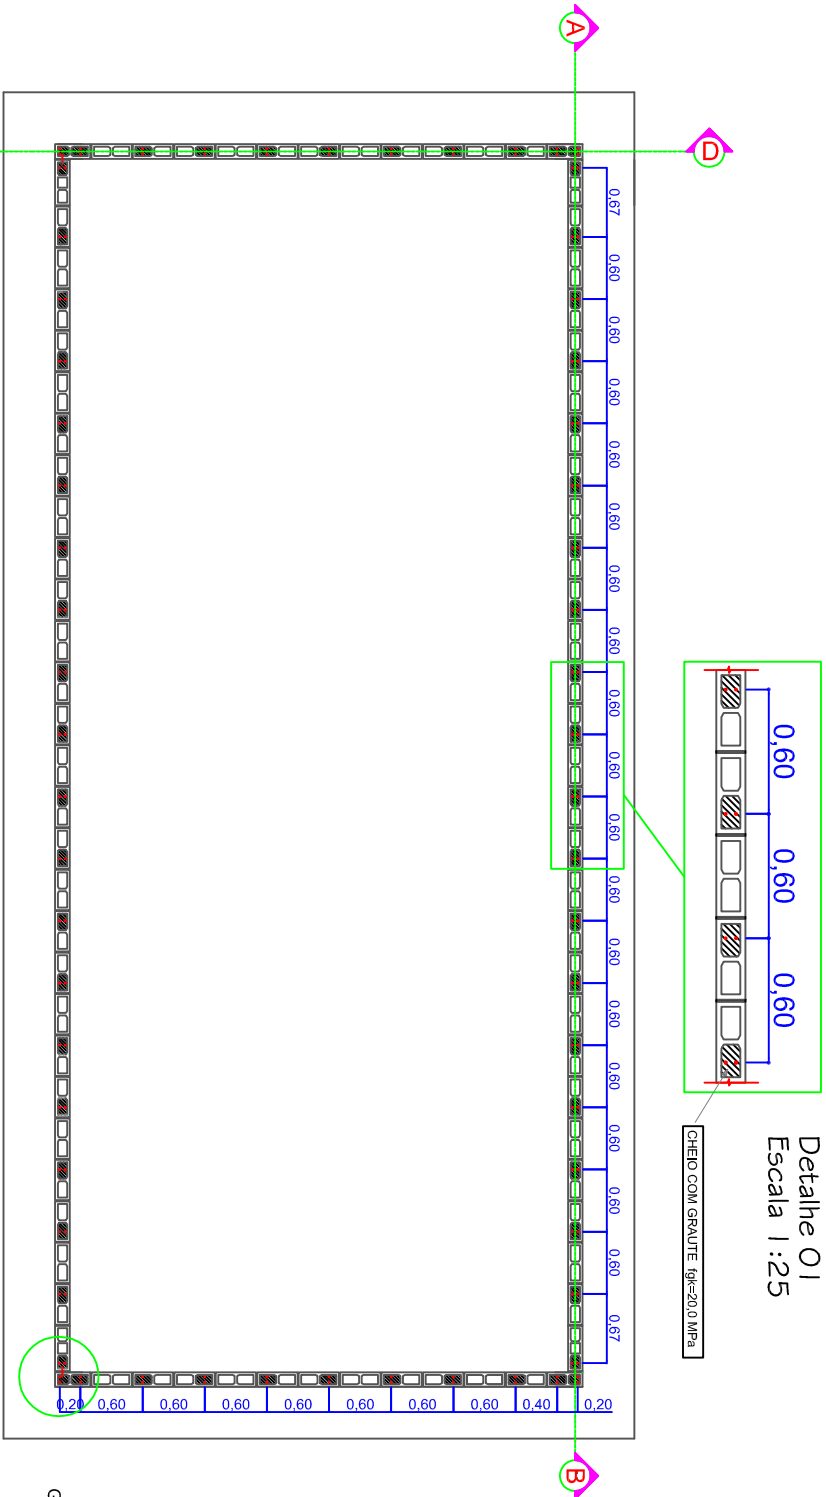 Detalhe 01
Escala 1:25
0,60 0,60 0,60
CHEIO COM GRAUTE fgk=20,0 MPa
D
0,67 0,60 0,60 0,60 0,60 0,60 0,60 0,60 0,60 0,60 0,60 0,60 0,60 0,60 0,60 0,60 0,60 0,60 0,67
A
B
0,20 0,60 0,60 0,60 0,60 0,60 0,60 0,60 0,40 0,20